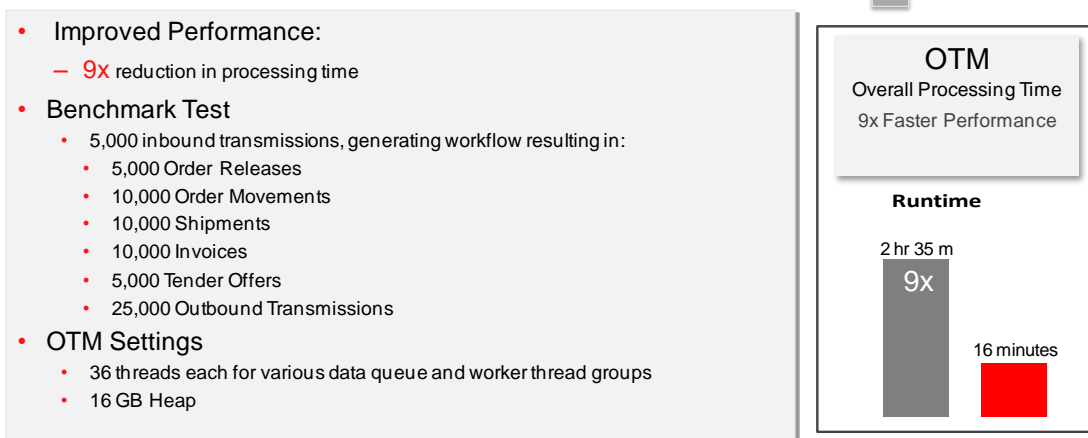 Improved Performance:
– 9x reduction in processing time
Benchmark Test
5,000 inbound transmissions, generating workflow resulting in:
5,000 Order Releases
10,000 Order Movements
10,000 Shipments
10,000 Invoices
5,000 Tender Offers
25,000 Outbound Transmissions
OTM Settings
36 threads each for various data queue and worker thread groups
16 GB Heap
OTM
Overall Processing Time
9x Faster Performance
Runtime
2 hr 35 m
9x
16 minutes